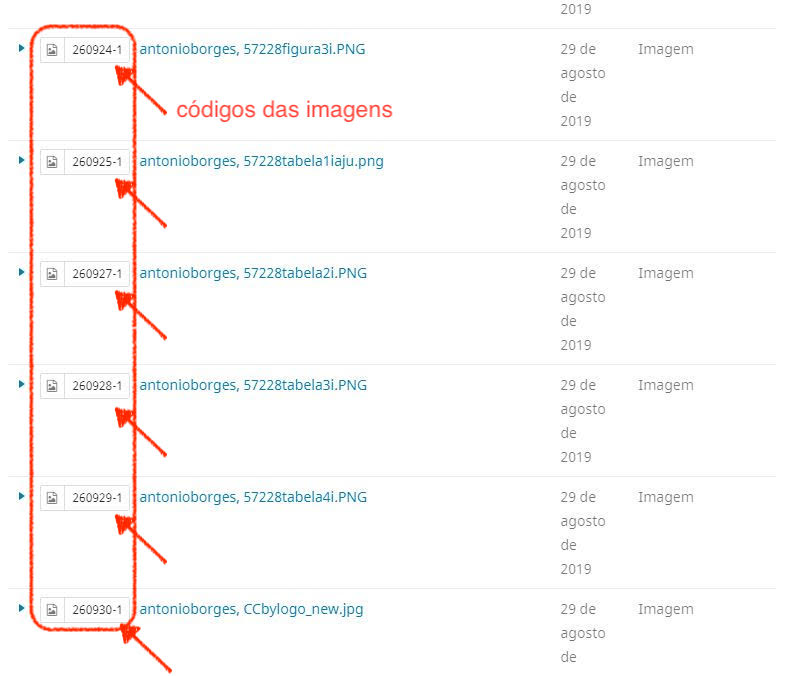 2019
260924-1 antonioborges, 57228figura3i.PNG 29 de Imagem
agosto
de
2019
códigos das imagens
260925-1 antonioborges, 57228tabela1iaju.png 29 de Imagem
agosto
de
2019
260927-1 antonioborges, 57228tabela2i.PNG 29 de Imagem
agosto
de
2019
260928-1 antonioborges, 57228tabela3i.PNG 29 de Imagem
agosto
de
2019
260929-1 antonioborges, 57228tabela4i.PNG 29 de Imagem
agosto
de
2019
260930-1 antonioborges, CCbylogo_new.jpg 29 de Imagem
agosto
de